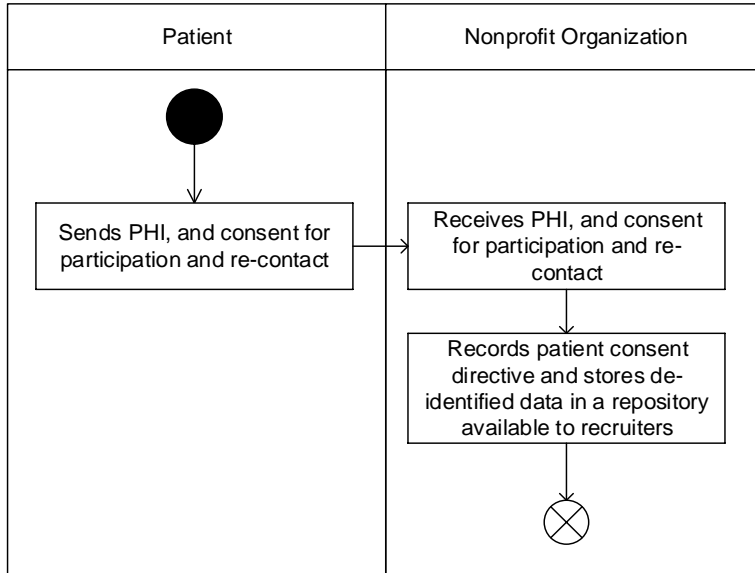 Patient
Nonprofit Organization
Sends PHI, and consent for
participation and re-contact
Receives PHI, and consent
for participation and re-
contact
Records patient consent
directive and stores de-
identified data in a repository
available to recruiters